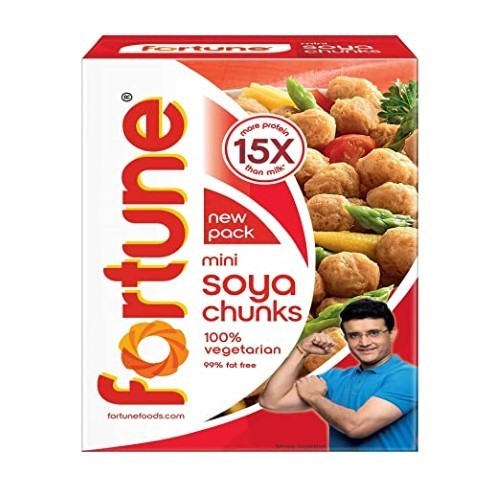 fortune
mini
soya
chunks
fortune
more protein
15X
than milk*
new
pack
mini
soya
chunks
100%
vegetarian
99% fat free
fortunefoods.com